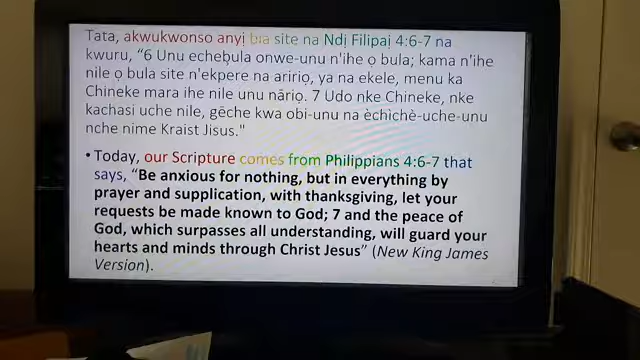 Tata, akwukwonso anyị bia site na Ndị Filipaị 4:6-7 na
kwuru, "6 Unu echeḅula onwe-unu n'ihe ọ bula; kama n'ihe
nile ọ bula site n'ekpere na aririọ, ya na ekele, menu ka
Chineke mara ihe nile unu nāriọ. 7 Udo nke Chineke, nke
kachasi uche nile, gēche kwa obi-unu na èchìchè-uche-unu
nche nime Kraist Jisus."
• Today, our Scripture comes from Philippians 4:6-7 that
says, "Be anxious for nothing, but in everything by
prayer and supplication, with thanksgiving, let your
requests be made known to God; 7 and the peace of
God, which surpasses all understanding, will guard your
hearts and minds through Christ Jesus" (New King James
Version).